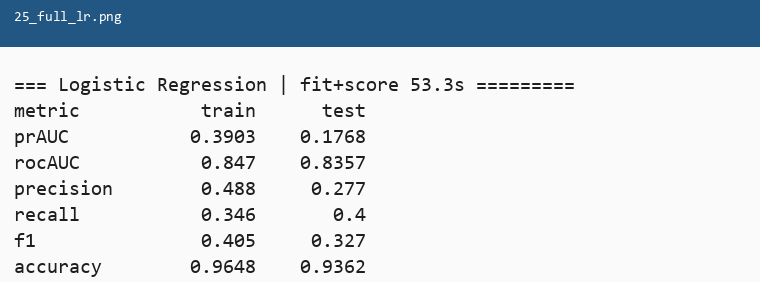 25_full_lr.png
=== Logistic Regression | fit+score 53.3s =========
metric           train      test
prAUC           0.3903    0.1768
rocAUC           0.847    0.8357
precision        0.488     0.277
recall           0.346       0.4
f1               0.405     0.327
accuracy        0.9648    0.9362